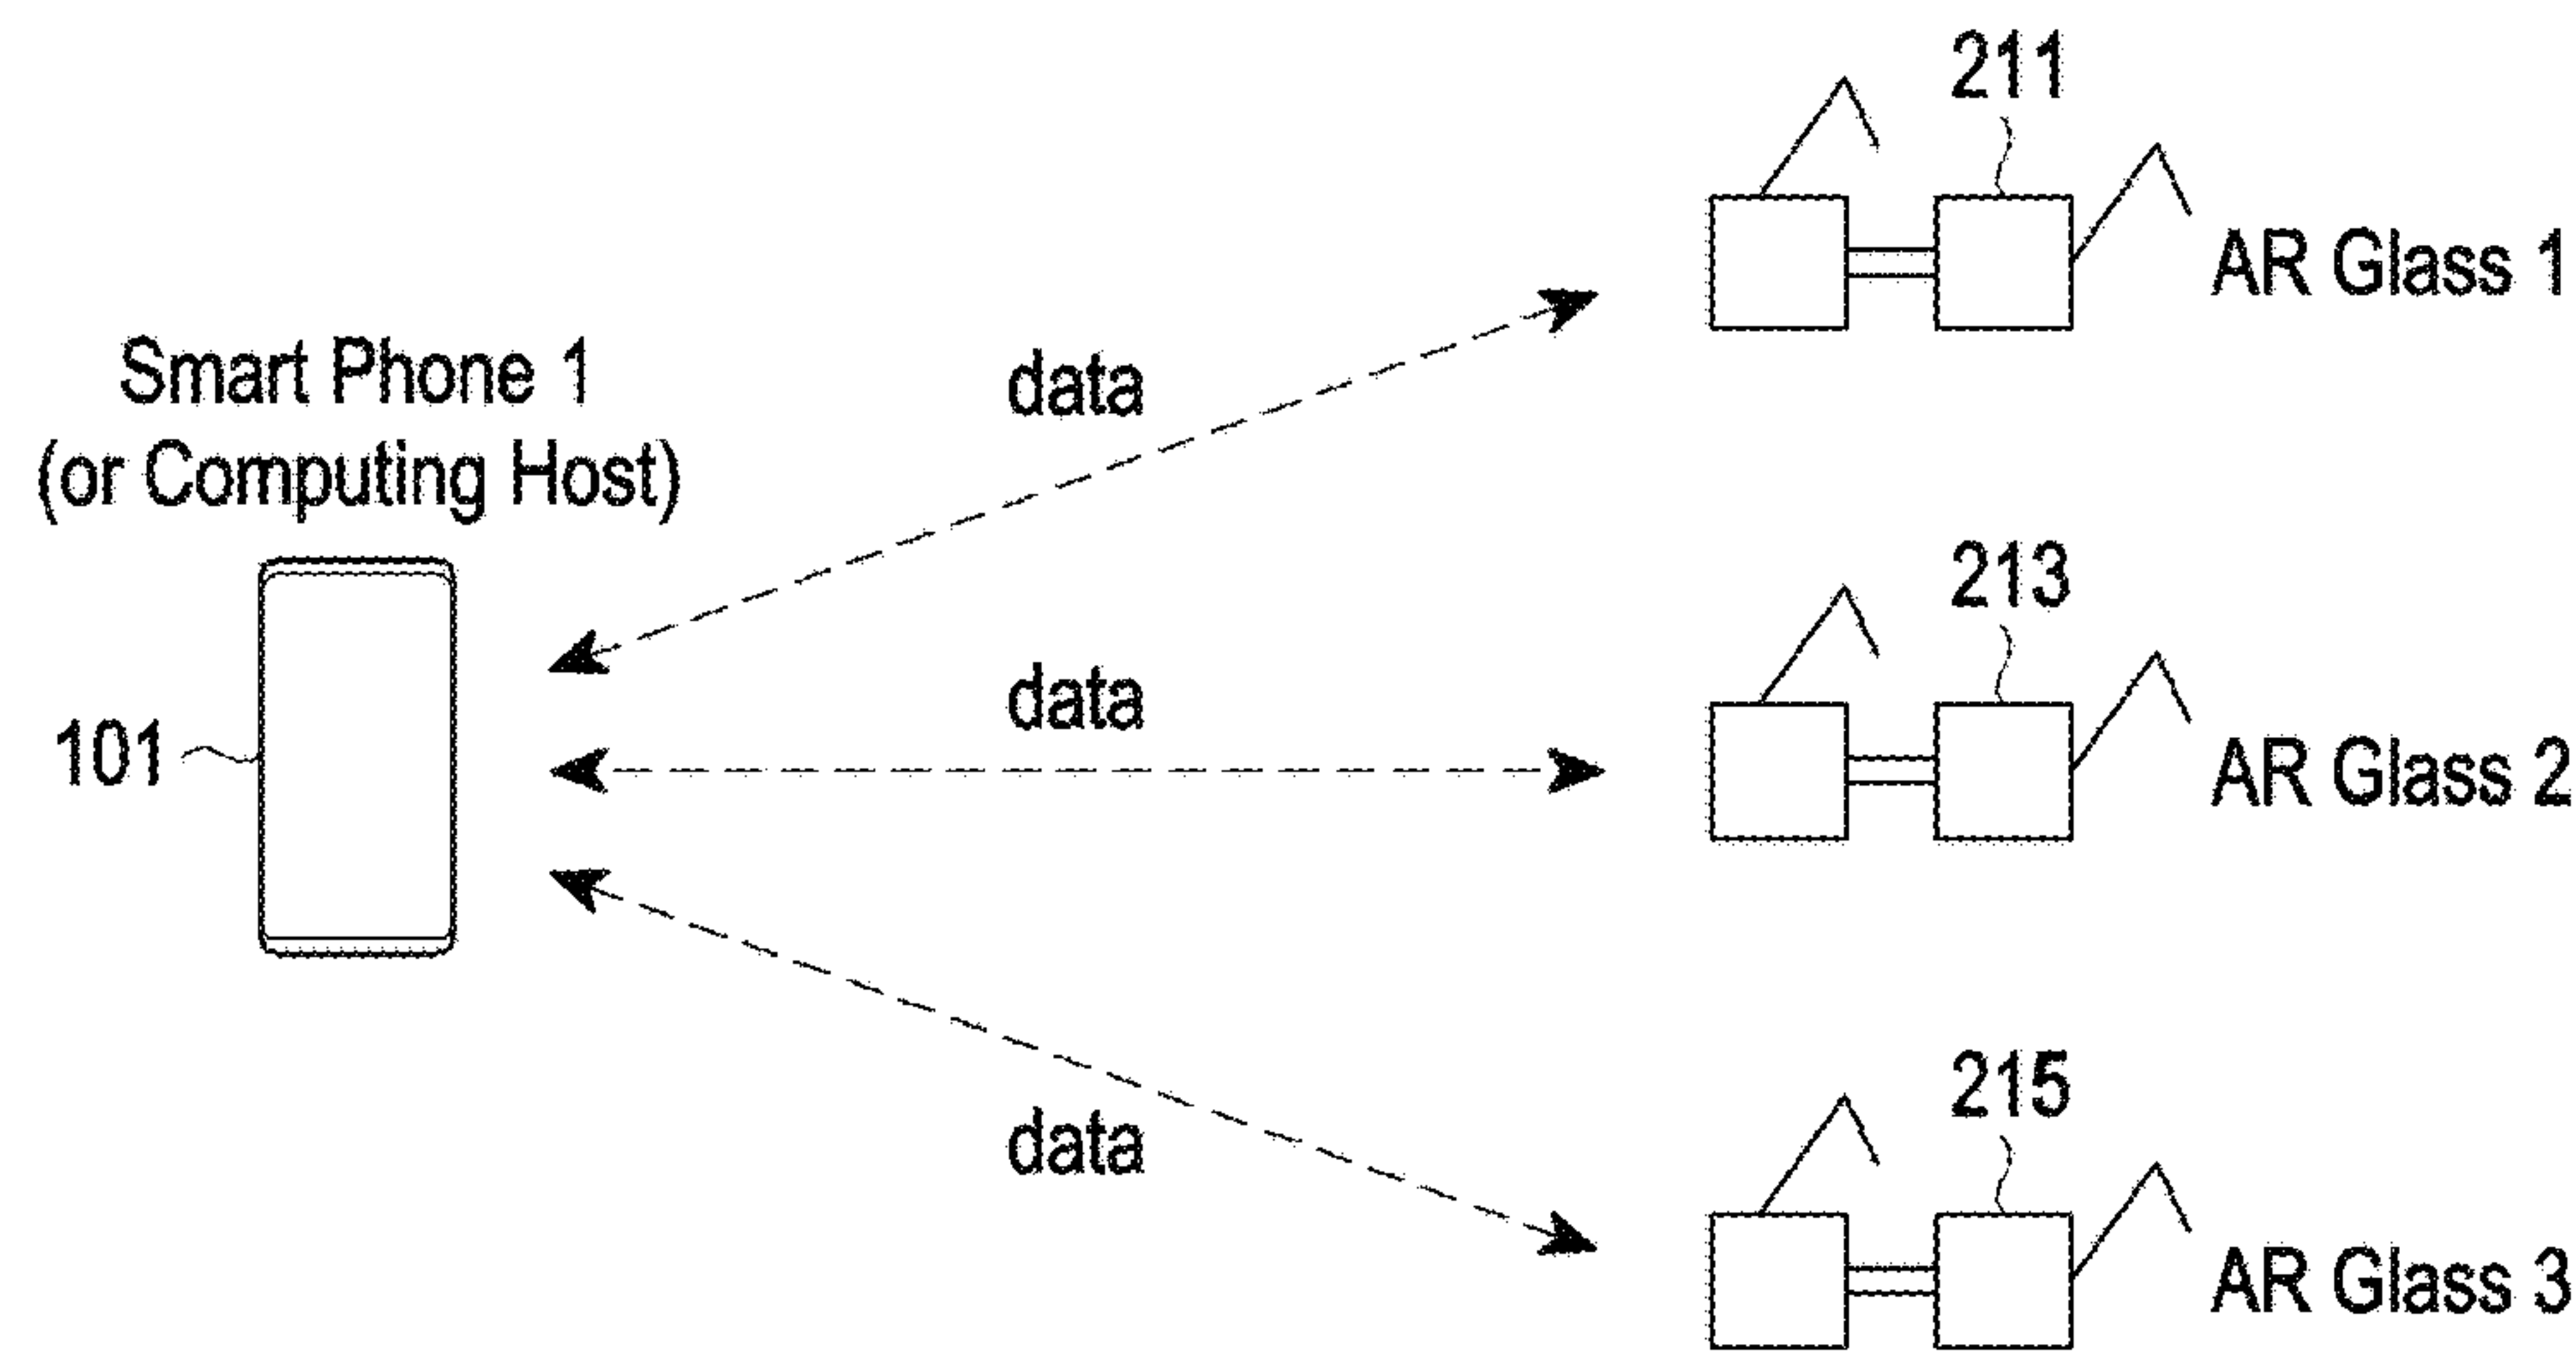 211
AR Glass 1
Smart Phone 1
(or Computing Host)
data
213
data
101
AR Glass 2
215
data
AR Glass 3